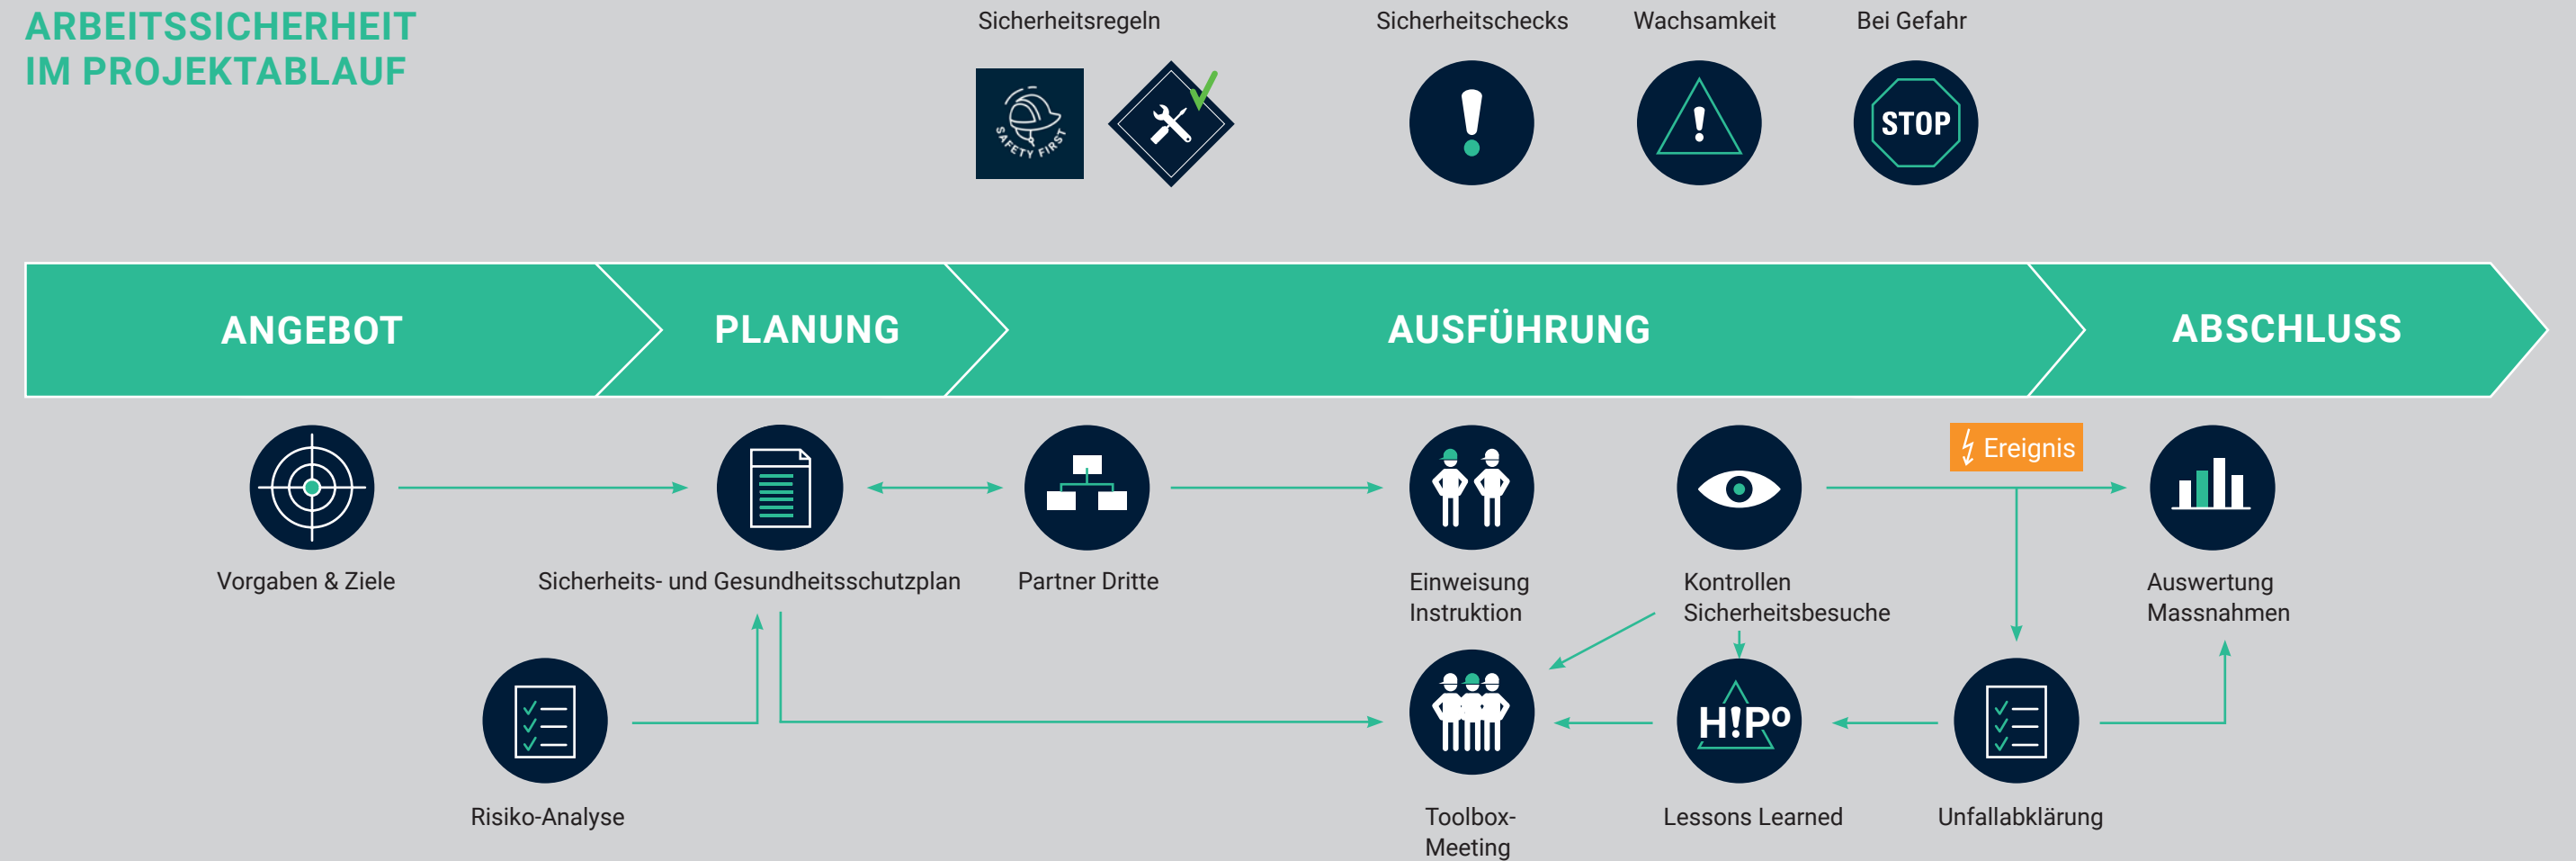 ARBEITSSICHERHEIT
IM PROJEKTABLAUF
Sicherheitsregeln
Sicherheitschecks
Wachsamkeit
Bei Gefahr
SAFETY FIRST
STOP
ANGEBOT
PLANUNG
AUSFÜHRUNG
ABSCHLUSS
Ereignis
Vorgaben & Ziele
Sicherheits- und Gesundheitsschutzplan
Partner Dritte
Einweisung
Instruktion
Kontrollen
Sicherheitsbesuche
Auswertung
Massnahmen
H!PO
Risiko-Analyse
Toolbox-
Meeting
Lessons Learned
Unfallabklärung